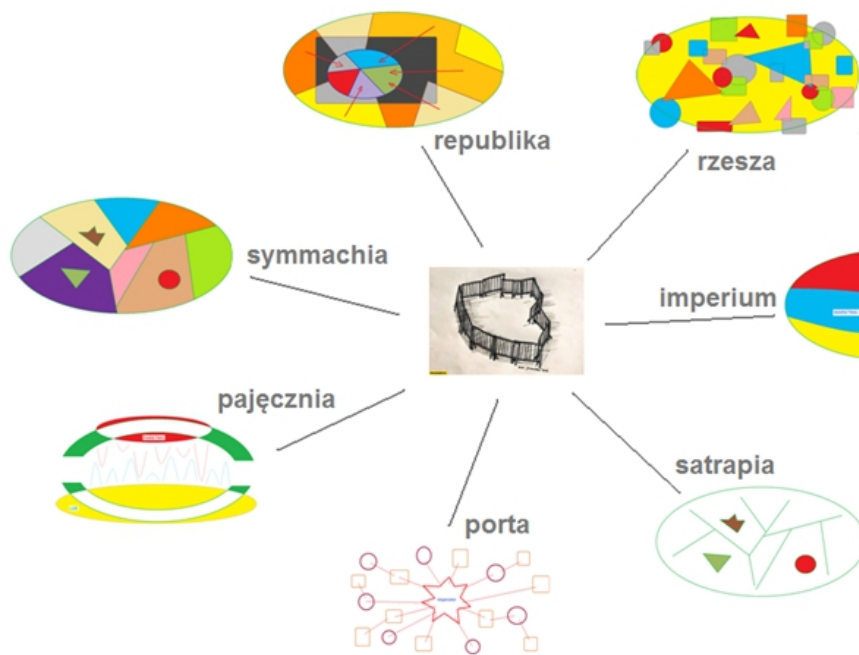 republika
rzesza
symmachia
imperium
pajęcznia
satrapia
porta